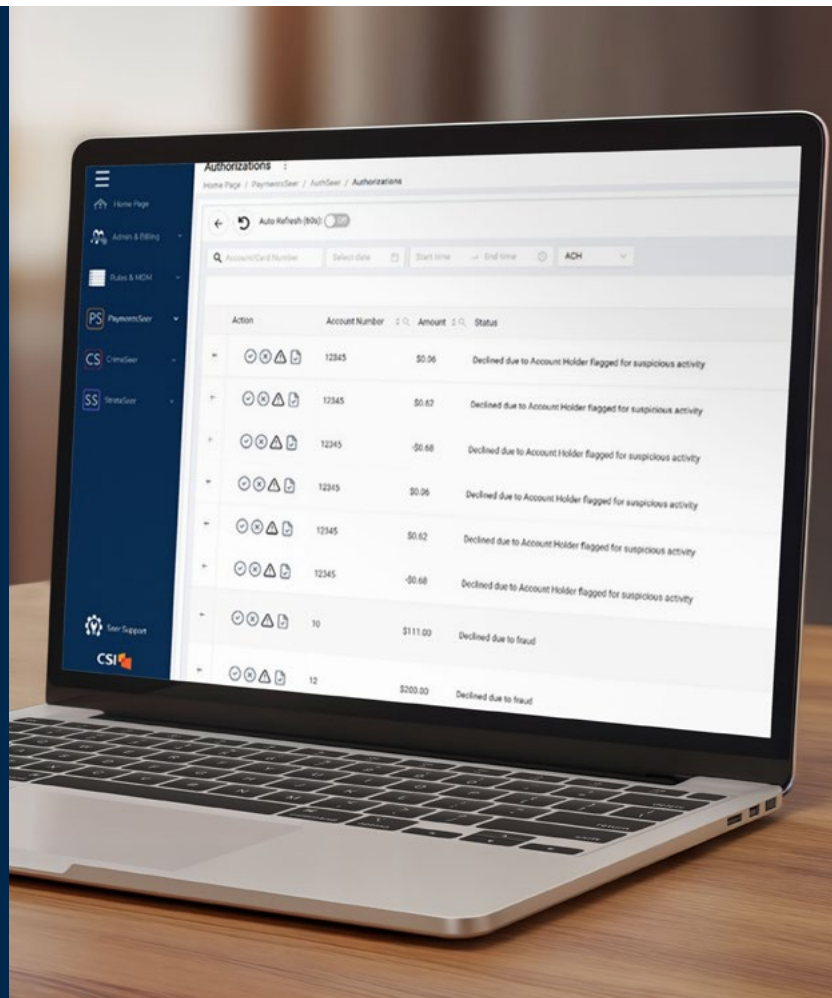 Authorizations
Home Page / PaymentsSeer / AuthSeer / Authorizations
Home Page
Admin & Billing
Rules & MDM
PS PaymentsSeer
CS CrimeSeer
SS StrataSeer
Seer Support
CSI
Auto Refresh (60s): Off
Account/Card Number Select date Start time → End time ACH
Action Account Number Amount Status
12345 $0.06 Declined due to Account Holder flagged for suspicious activity
12345 $0.62 Declined due to Account Holder flagged for suspicious activity
12345 -$0.68 Declined due to Account Holder flagged for suspicious activity
12345 $0.06 Declined due to Account Holder flagged for suspicious activity
12345 $0.62 Declined due to Account Holder flagged for suspicious activity
12345 -$0.68 Declined due to Account Holder flagged for suspicious activity
10 $111.00 Declined due to fraud
12 $200.00 Declined due to fraud